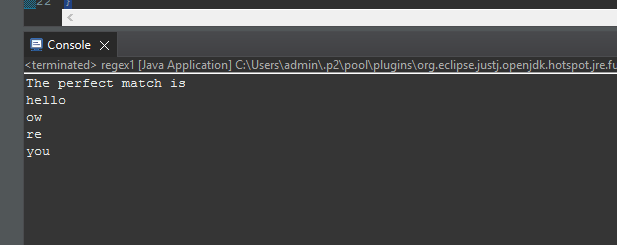 22
Console
<terminated> regex1 [Java Application] C:\Users\admin\.p2\pool\plugins\org.eclipse.justj.openjdk.hotspot.jre.fu
The perfect match is
hello
ow
re
you